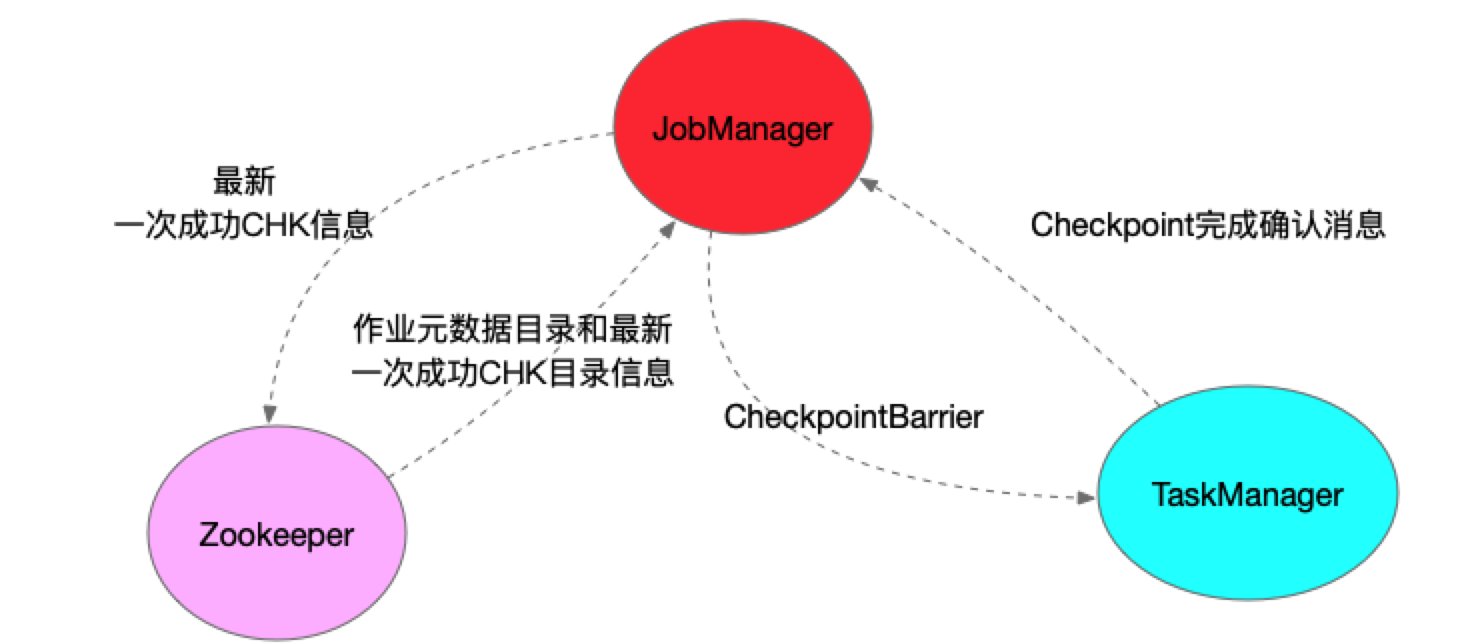 JobManager
最新
一次成功CHK信息
Checkpoint完成确认消息
作业元数据目录和最新
一次成功CHK目录信息
CheckpointBarrier
TaskManager
Zookeeper